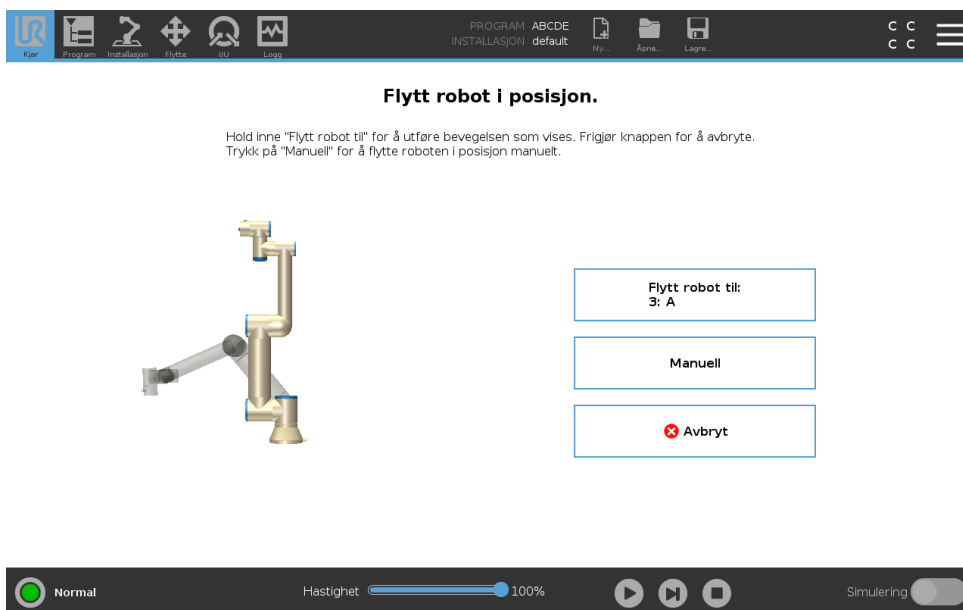 UR
PROGRAM ABCDE
INSTALLASJON default
C C
C C
Kjør Program Installasjon Flytte I/U Logg Ny... Åpne... Lagre...
Flytt robot i posisjon.
Hold inne "Flytt robot til" for å utføre bevegelsen som vises. Frigjør knappen for å avbryte.
Trykk på "Manuell" for å flytte roboten i posisjon manuelt.
Flytt robot til:
3: A
Manuell
Avbryt
Normal Hastighet 100% Simulering